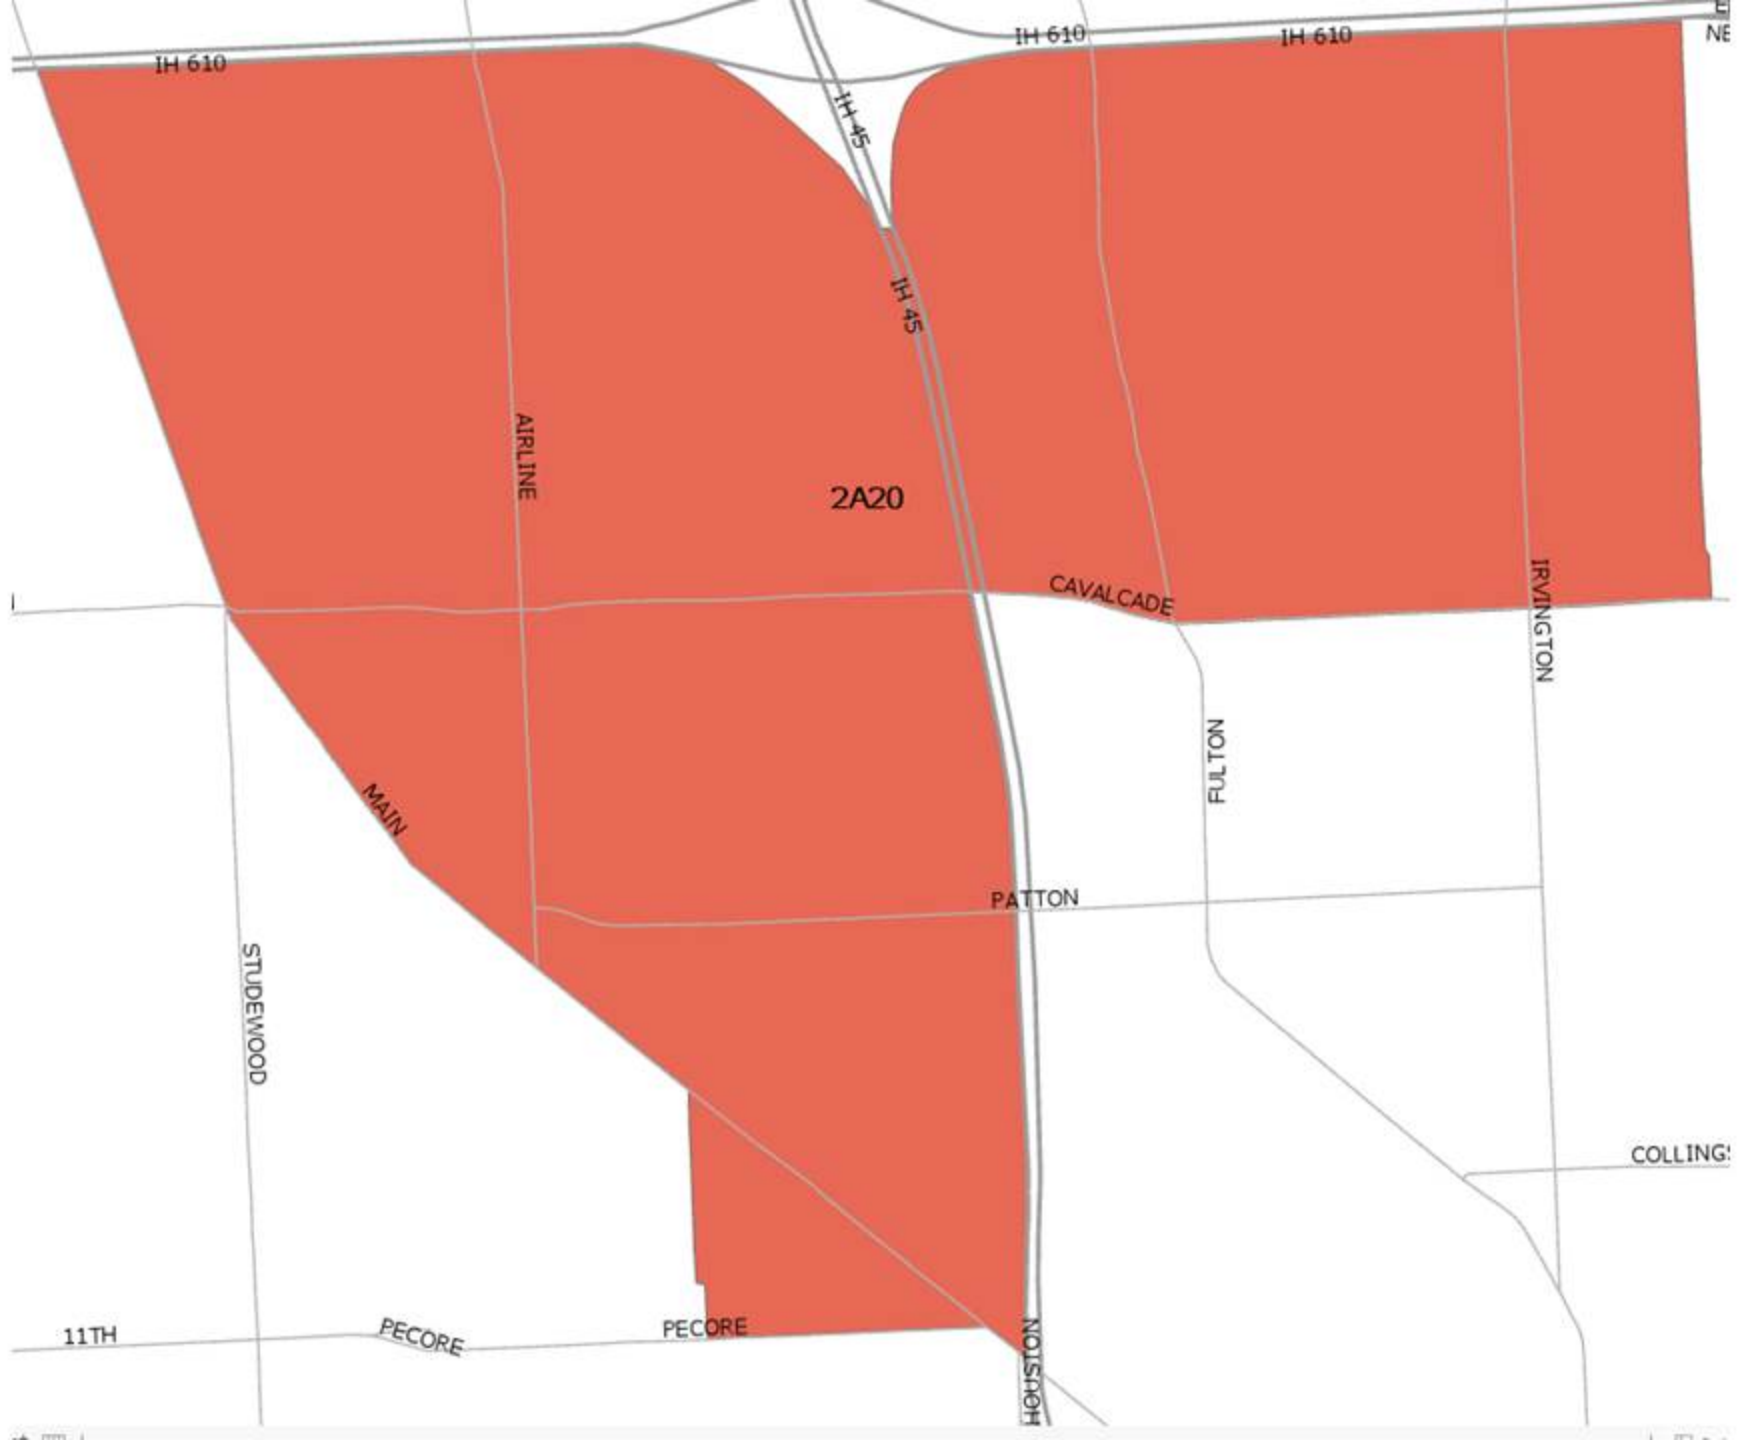 IH 610
IH 610
IH 610
NE
IH 45
IH 45
AIRLINE
2A20
CAVALCADE
IRVINGTON
MAIN
FULTON
PATTON
STUDEWOOD
COLLINGS
11TH
PECORE
PECORE
HOUSTON